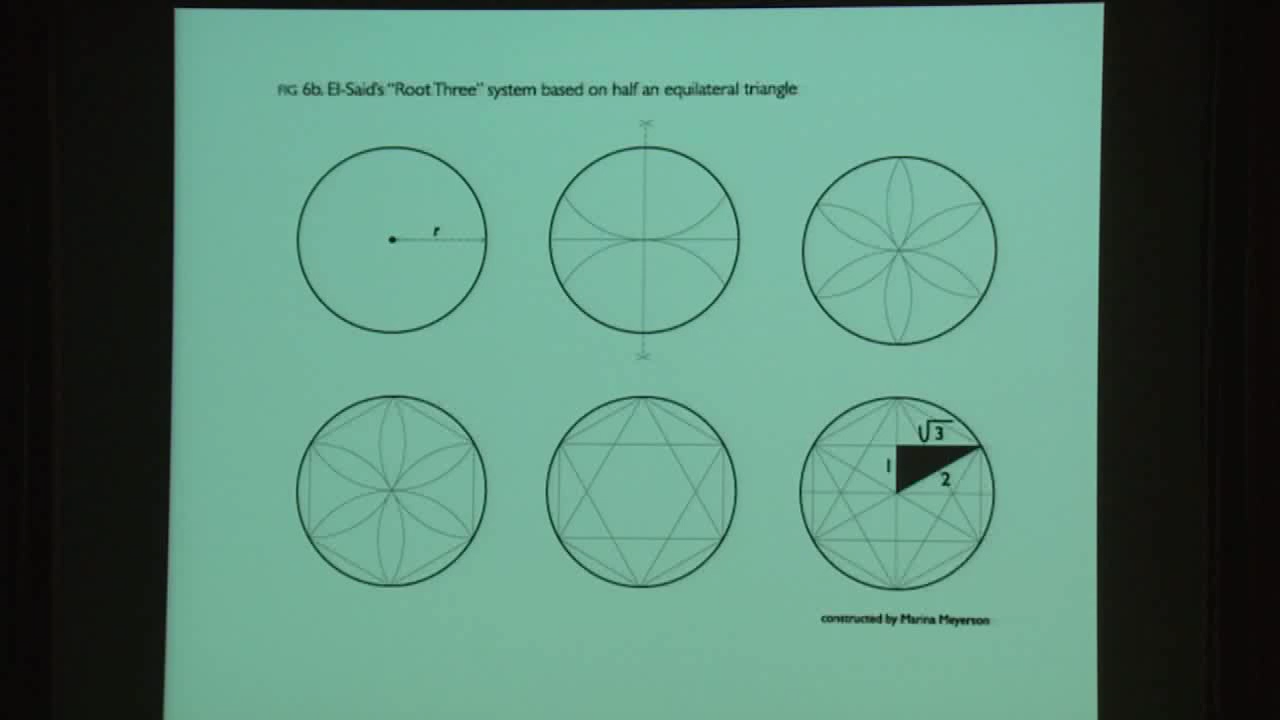 FIG 6b. El-Said's "Root Three" system based on half an equilateral triangle
r
√3
1
2
constructed by Marina Meyerson